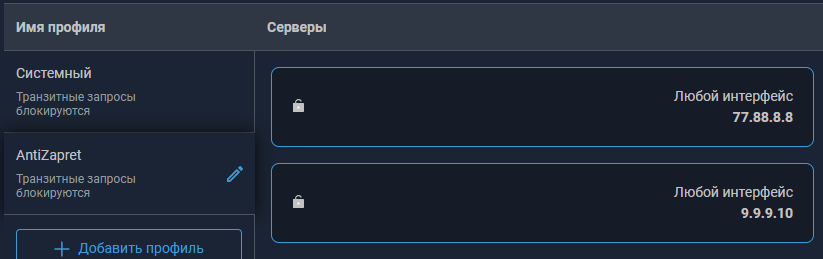 Имя профиля
Серверы
Системный
Транзитные запросы
блокируются
AntiZapret
Транзитные запросы
блокируются
Добавить профиль
Любой интерфейс
77.88.8.8
Любой интерфейс
9.9.9.10